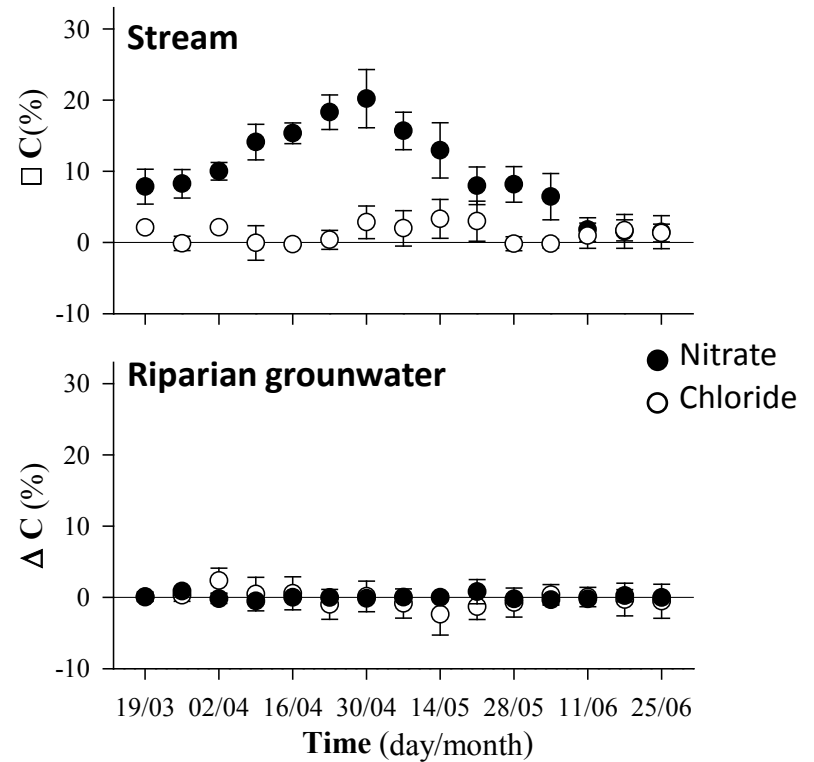 Stream
30
20
10
0
-10
□ C(%)
Riparian grounwater
Nitrate
Chloride
30
20
10
0
-10
Δ C (%)
19/03 02/04 16/04 30/04 14/05 28/05 11/06 25/06
Time (day/month)